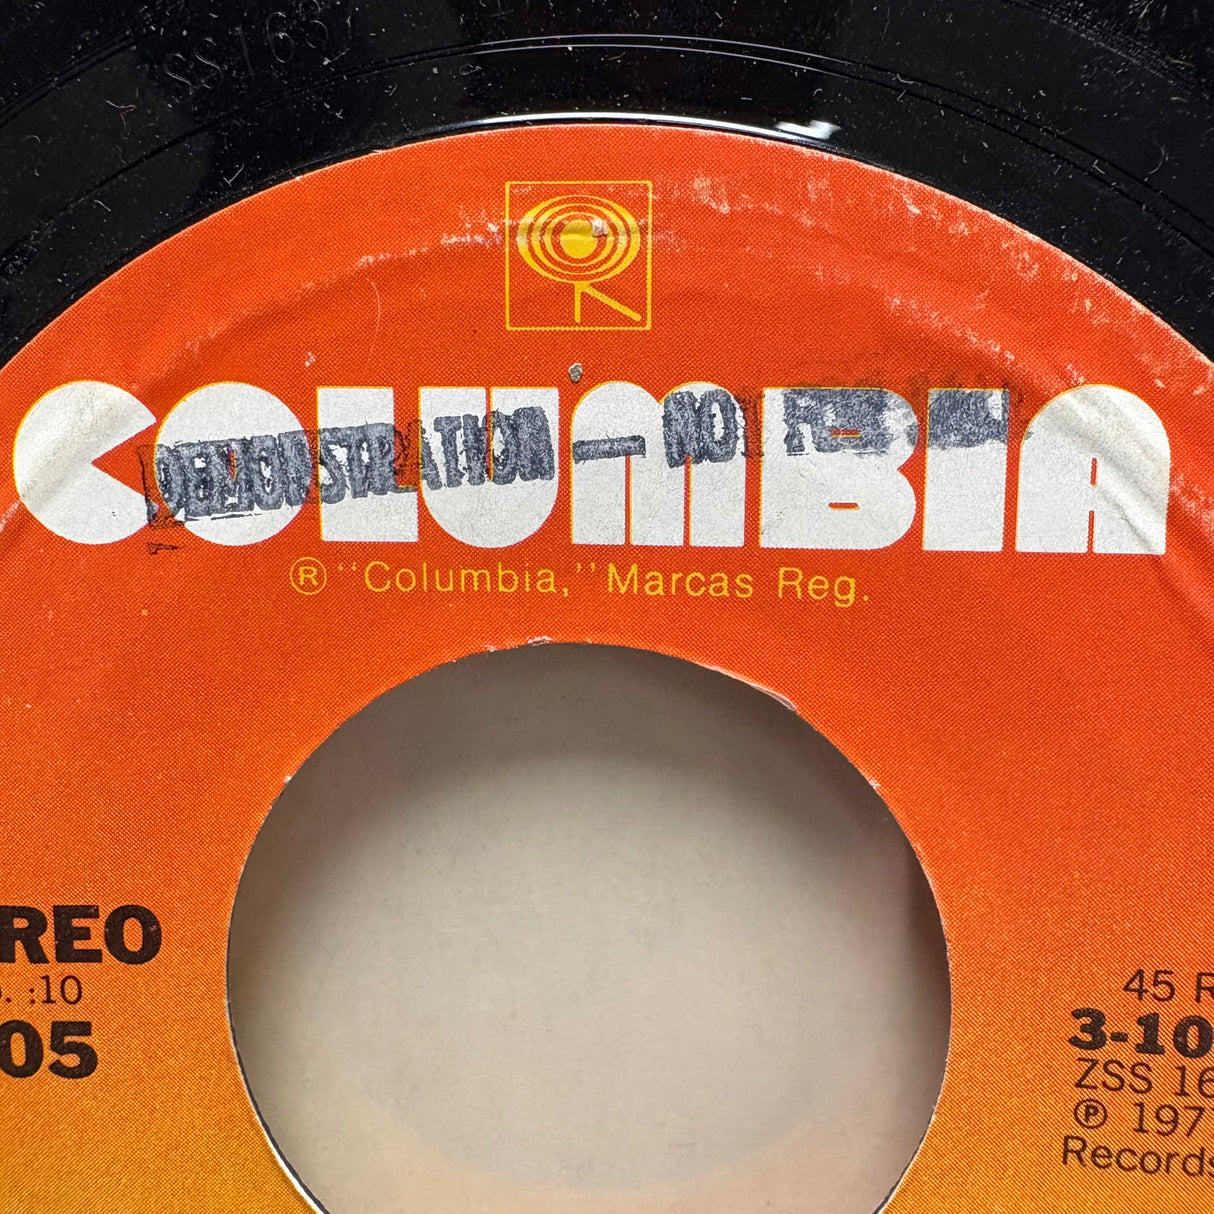 COLUMBIA
DEMONSTRATION — NOT
® "Columbia," Marcas Reg.
REO
:10
05
45 R
3-10
ZSS 16
℗ 197
Records